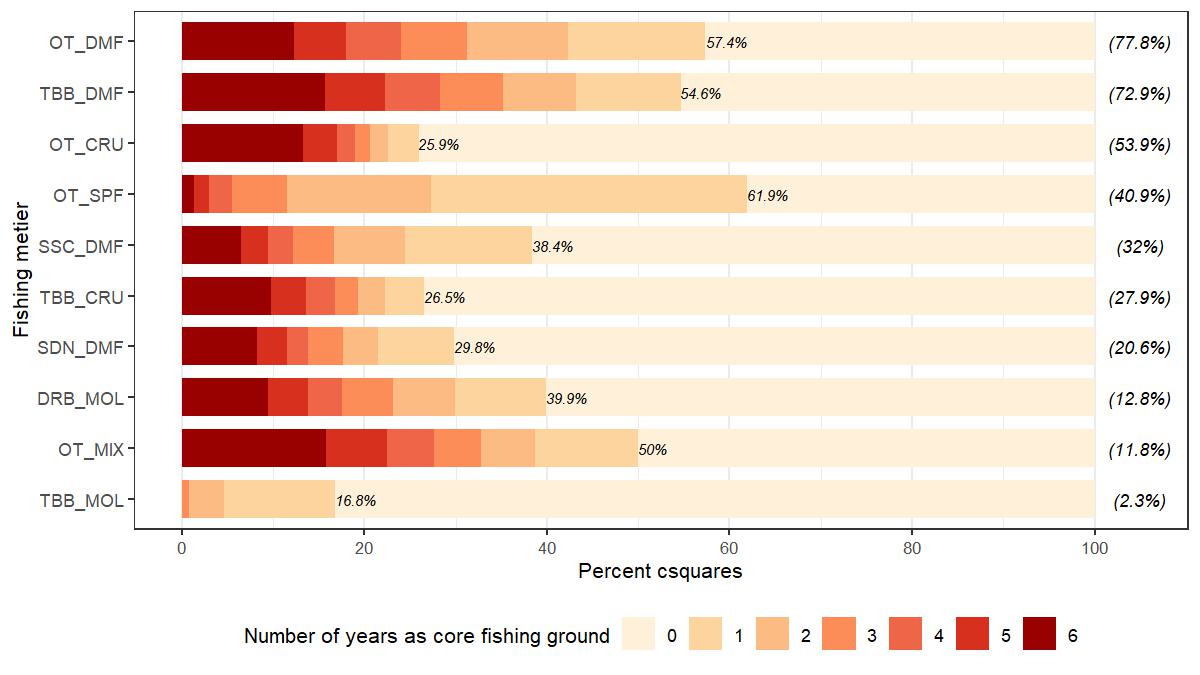 Fishing metier
OT_DMF 57.4% (77.8%)
TBB_DMF 54.6% (72.9%)
OT_CRU 25.9% (53.9%)
OT_SPF 61.9% (40.9%)
SSC_DMF 38.4% (32%)
TBB_CRU 26.5% (27.9%)
SDN_DMF 29.8% (20.6%)
DRB_MOL 39.9% (12.8%)
OT_MIX 50% (11.8%)
TBB_MOL 16.8% (2.3%)
0 20 40 60 80 100
Percent csquares
Number of years as core fishing ground 0 1 2 3 4 5 6